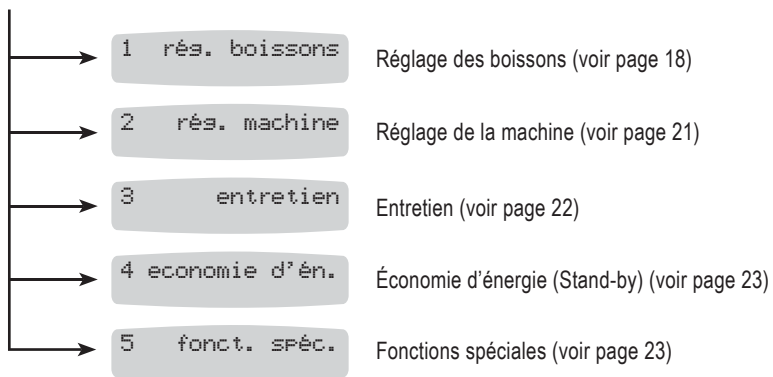 1 rég. boissons
Réglage des boissons (voir page 18)
2 rég. machine
Réglage de la machine (voir page 21)
3 entretien
Entretien (voir page 22)
4 economie d'én.
Économie d'énergie (Stand-by) (voir page 23)
5 fonct. spéc.
Fonctions spéciales (voir page 23)